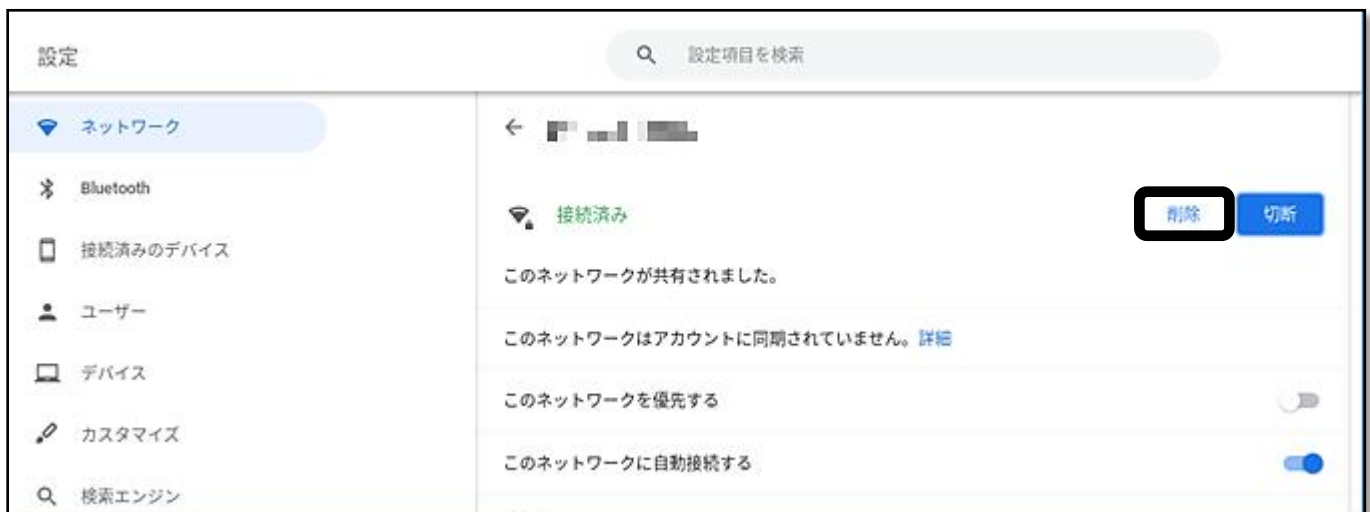 設定
設定項目を検索
ネットワーク
Bluetooth
接続済みのデバイス
ユーザー
デバイス
カスタマイズ
検索エンジン
接続済み
削除
切断
このネットワークが共有されました。
このネットワークはアカウントに同期されていません。詳細
このネットワークを優先する
このネットワークに自動接続する